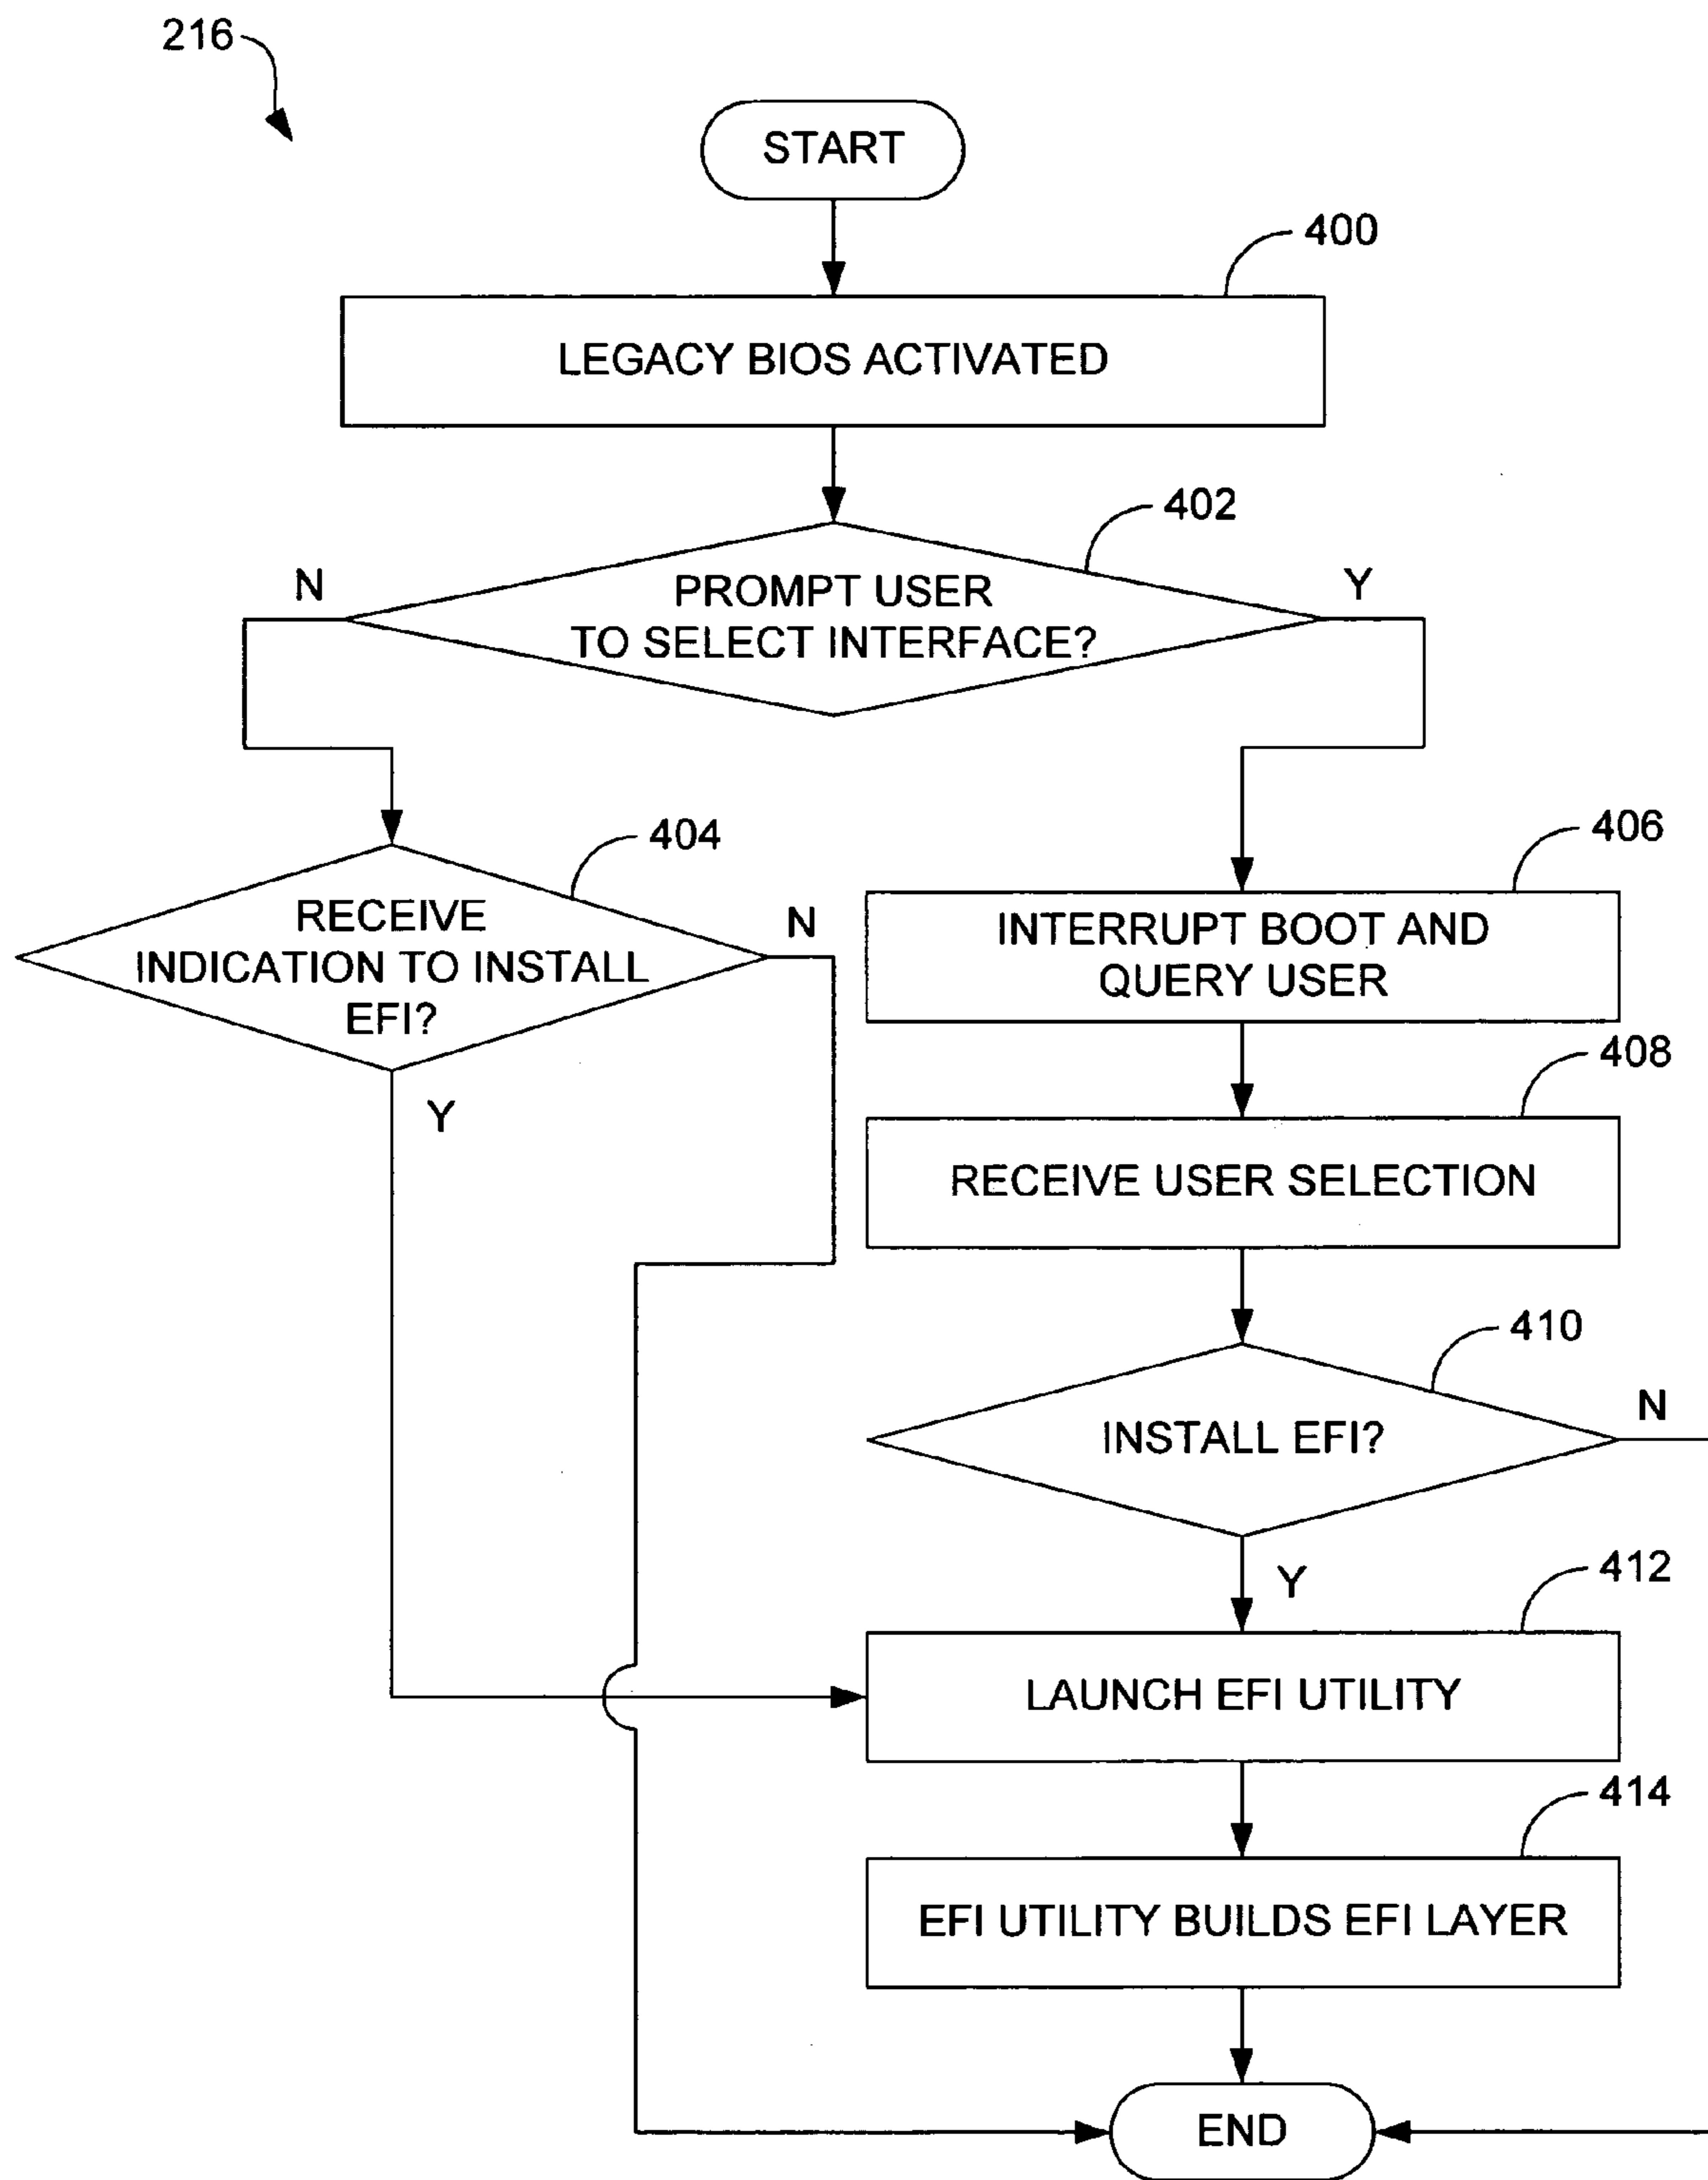 216
START
400
LEGACY BIOS ACTIVATED
402
N
PROMPT USER
TO SELECT INTERFACE?
Y
404
RECEIVE
INDICATION TO INSTALL
EFI?
N
Y
406
INTERRUPT BOOT AND
QUERY USER
408
RECEIVE USER SELECTION
410
INSTALL EFI?
N
Y
412
LAUNCH EFI UTILITY
414
EFI UTILITY BUILDS EFI LAYER
END